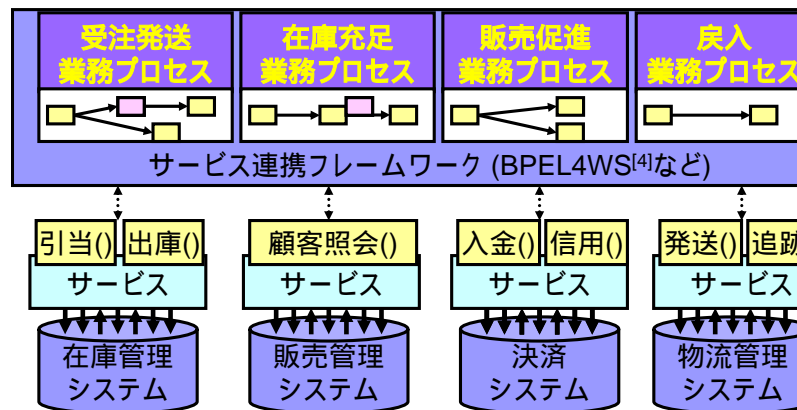 受注発送
業務プロセス
在庫充足
業務プロセス
販売促進
業務プロセス
戻入
業務プロセス
サービス連携フレームワーク (BPEL4WS[4]など)
引当() 出庫()
サービス
在庫管理
システム
顧客照会()
サービス
販売管理
システム
入金() 信用()
サービス
決済
システム
発送() 追跡
サービス
物流管理
システム